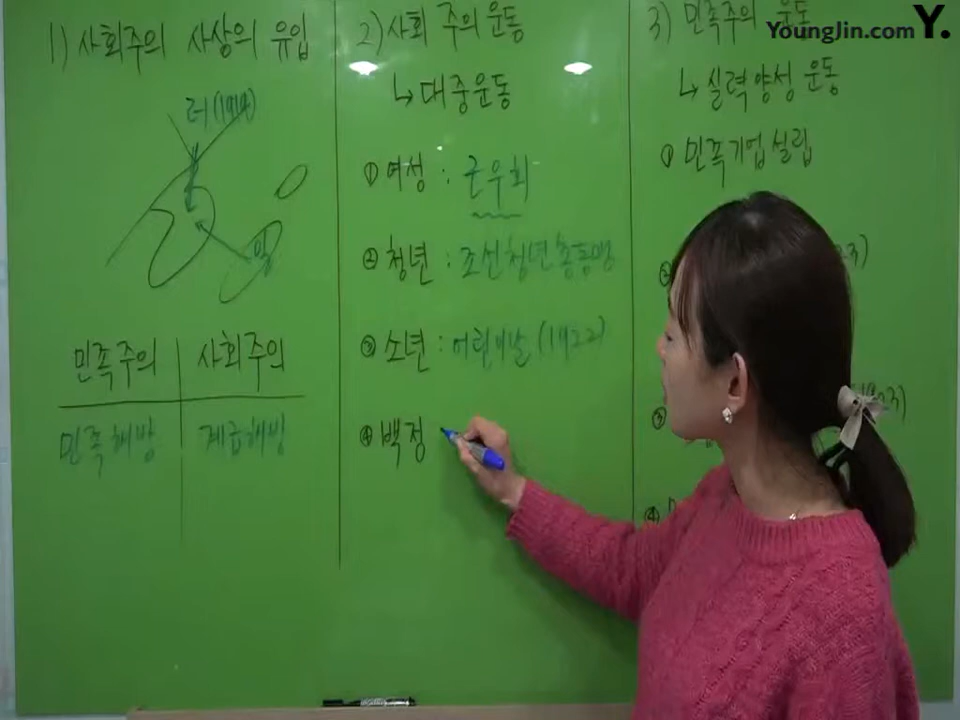 1) 사회주의 사상의 유입
러(1917)
일
민족주의 사회주의
민족해방 계급해방
2) 사회주의운동
↳ 대중운동
① 여성 : 근우회
② 청년 : 조선청년총동맹
③ 소년 : 어린이날 (1922)
④ 백정
3) 민족주의 운동
↳ 실력양성 운동
① 민족기업 설립
③
④
YoungJin.com Y.